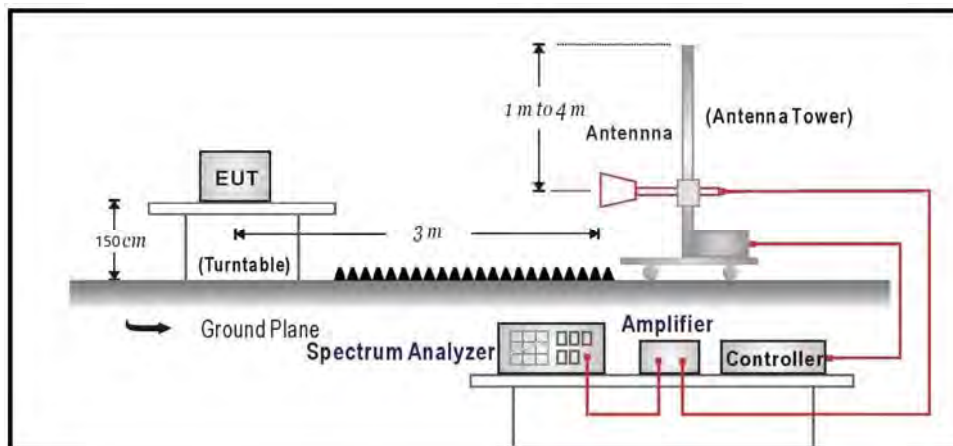 1 m to 4 m
(Antenna Tower)
Antennna
EUT
150cm
3 m
(Turntable)
Ground Plane
Amplifier
Spectrum Analyzer
Controller